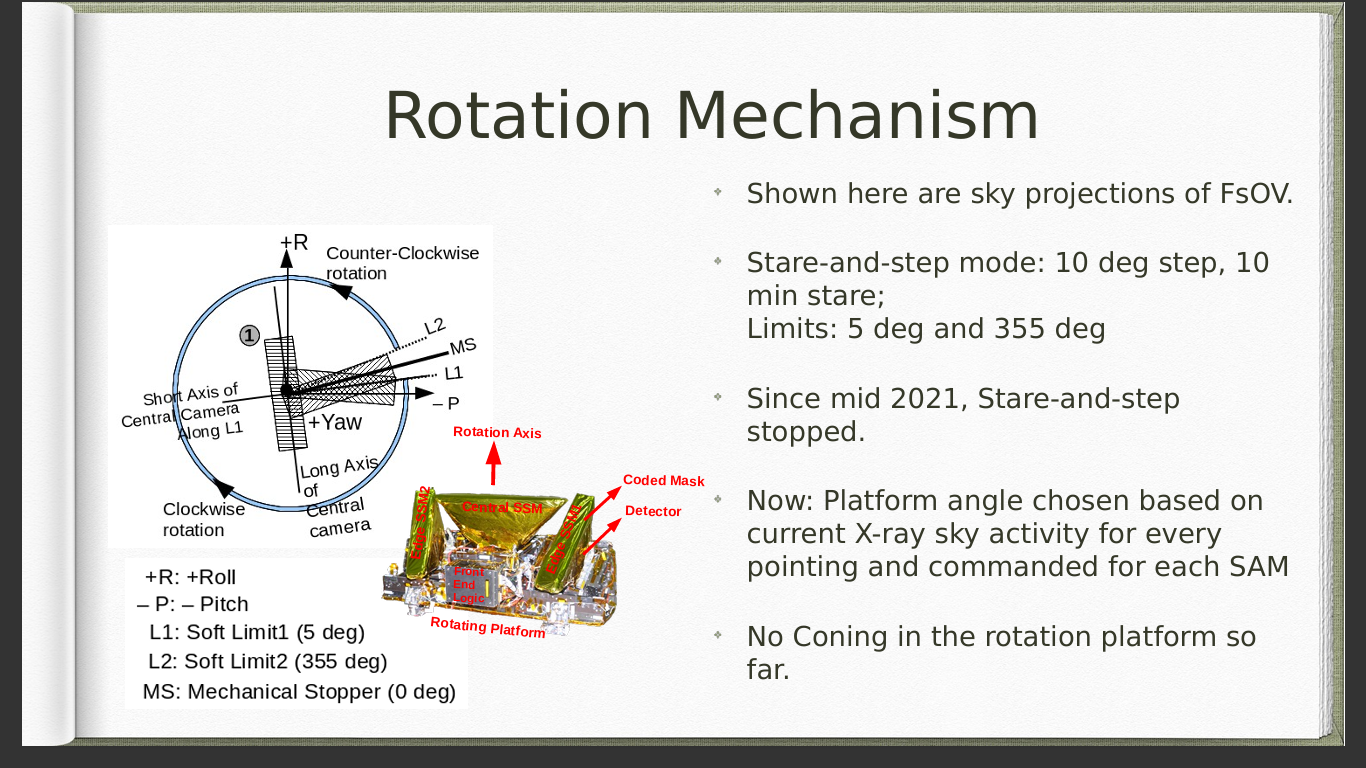 Rotation Mechanism
+R
Counter-Clockwise
rotation
1
L2
MS
L1
– P
Short Axis of
Central Camera
Along L1
+Yaw
Long Axis
of
Central
camera
Clockwise
rotation
+R: +Roll
– P: – Pitch
L1: Soft Limit1 (5 deg)
L2: Soft Limit2 (355 deg)
MS: Mechanical Stopper (0 deg)
Rotation Axis
Coded Mask
Detector
Edge SSM2
Central SSM
Edge SSM1
Front
End
Logic
Rotating Platform
Shown here are sky projections of FsOV.
Stare-and-step mode: 10 deg step, 10
min stare;
Limits: 5 deg and 355 deg
Since mid 2021, Stare-and-step
stopped.
Now: Platform angle chosen based on
current X-ray sky activity for every
pointing and commanded for each SAM
No Coning in the rotation platform so
far.